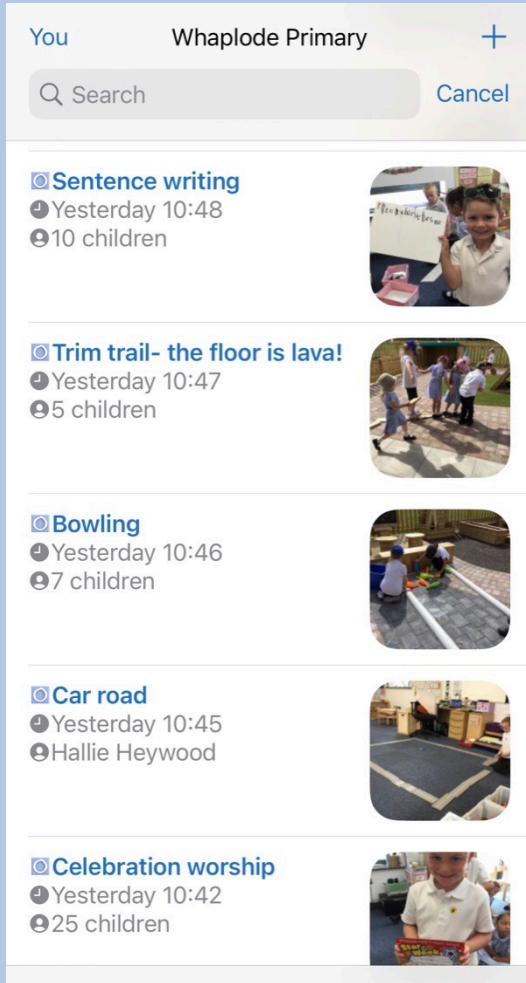 You
Whaplode Primary
+
Search
Cancel
Sentence writing
Yesterday 10:48
10 children
Trim trail- the floor is lava!
Yesterday 10:47
5 children
Bowling
Yesterday 10:46
7 children
Car road
Yesterday 10:45
Hallie Heywood
Celebration worship
Yesterday 10:42
25 children
Star
Week